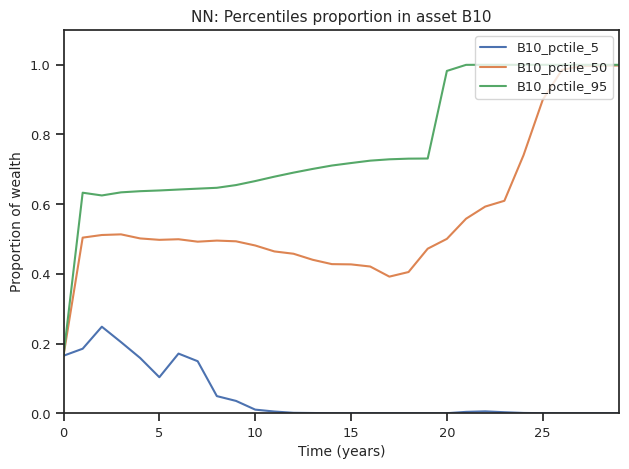 NN: Percentiles proportion in asset B10
B10_pctile_5
B10_pctile_50
B10_pctile_95
Proportion of wealth
1.0
0.8
0.6
0.4
0.2
0.0
0 5 10 15 20 25
Time (years)